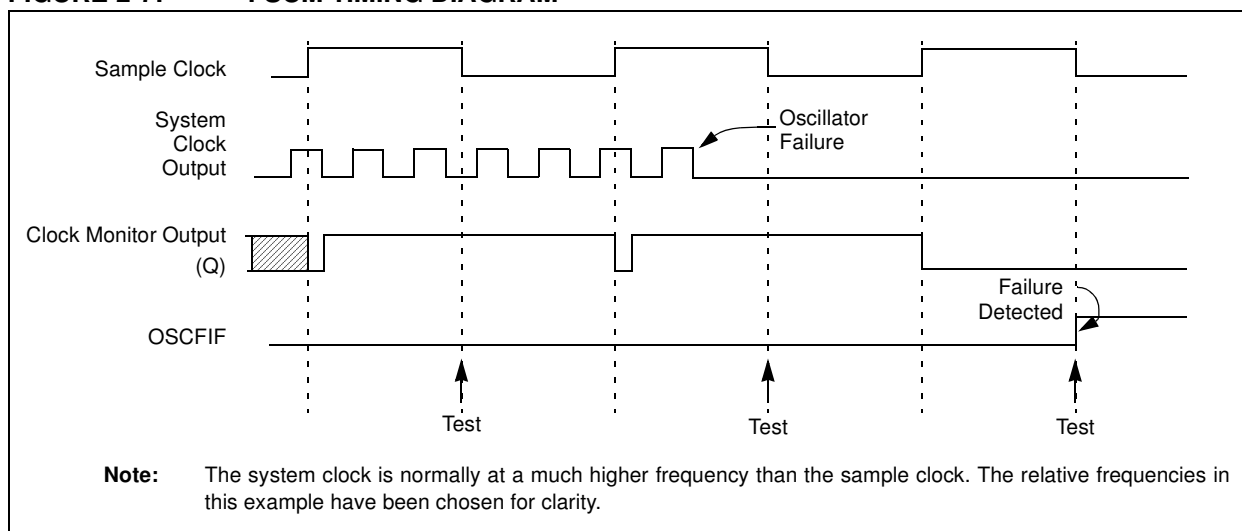 Sample Clock
System
Clock
Output
Oscillator
Failure
Clock Monitor Output
(Q)
Failure
Detected
OSCFIF
Test
Test
Test
Note: The system clock is normally at a much higher frequency than the sample clock. The relative frequencies in
this example have been chosen for clarity.